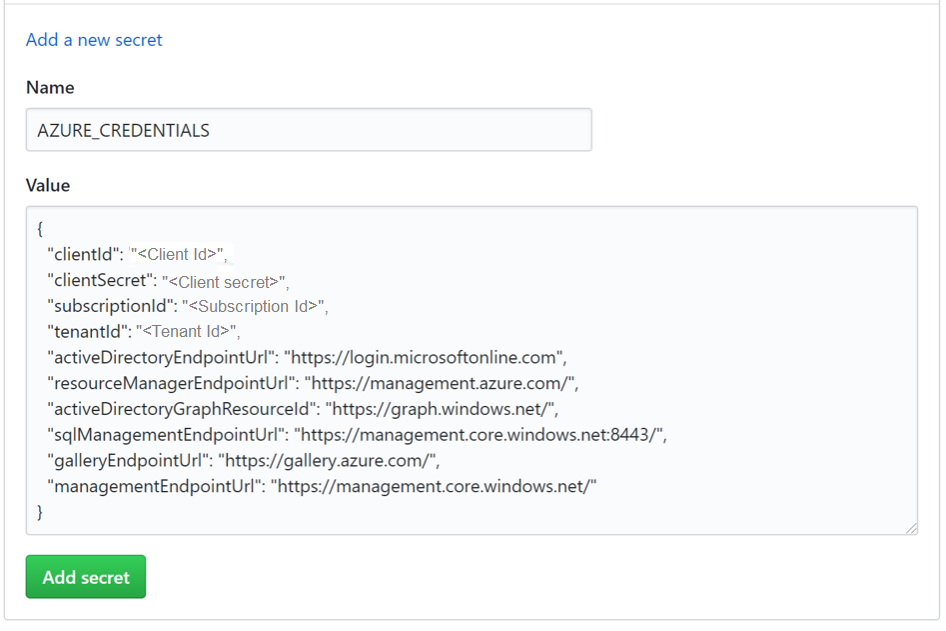 Add a new secret
Name
AZURE_CREDENTIALS
Value
{
"clientId": '"<Client Id>",
"clientSecret": "<Client secret>",
"subscriptionId": "<Subscription Id>",
"tenantId": "<Tenant Id>",
"activeDirectoryEndpointUrl": "https://login.microsoftonline.com",
"resourceManagerEndpointUrl": "https://management.azure.com/",
"activeDirectoryGraphResourceId": "https://graph.windows.net/",
"sqlManagementEndpointUrl": "https://management.core.windows.net:8443/",
"galleryEndpointUrl": "https://gallery.azure.com/",
"managementEndpointUrl": "https://management.core.windows.net/"
}
Add secret